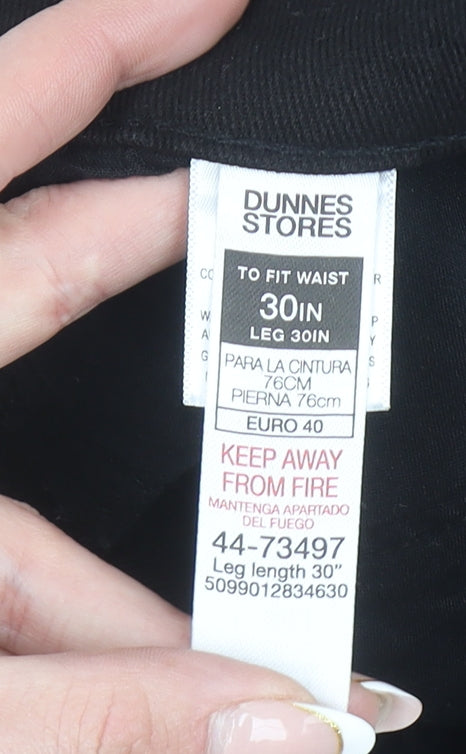 DUNNES
STORES
TO FIT WAIST
30IN
LEG 30IN
PARA LA CINTURA
76CM
PIERNA 76cm
EURO 40
KEEP AWAY
FROM FIRE
MANTENGA APARTADO
DEL FUEGO
44-73497
Leg length 30"
5099012834630